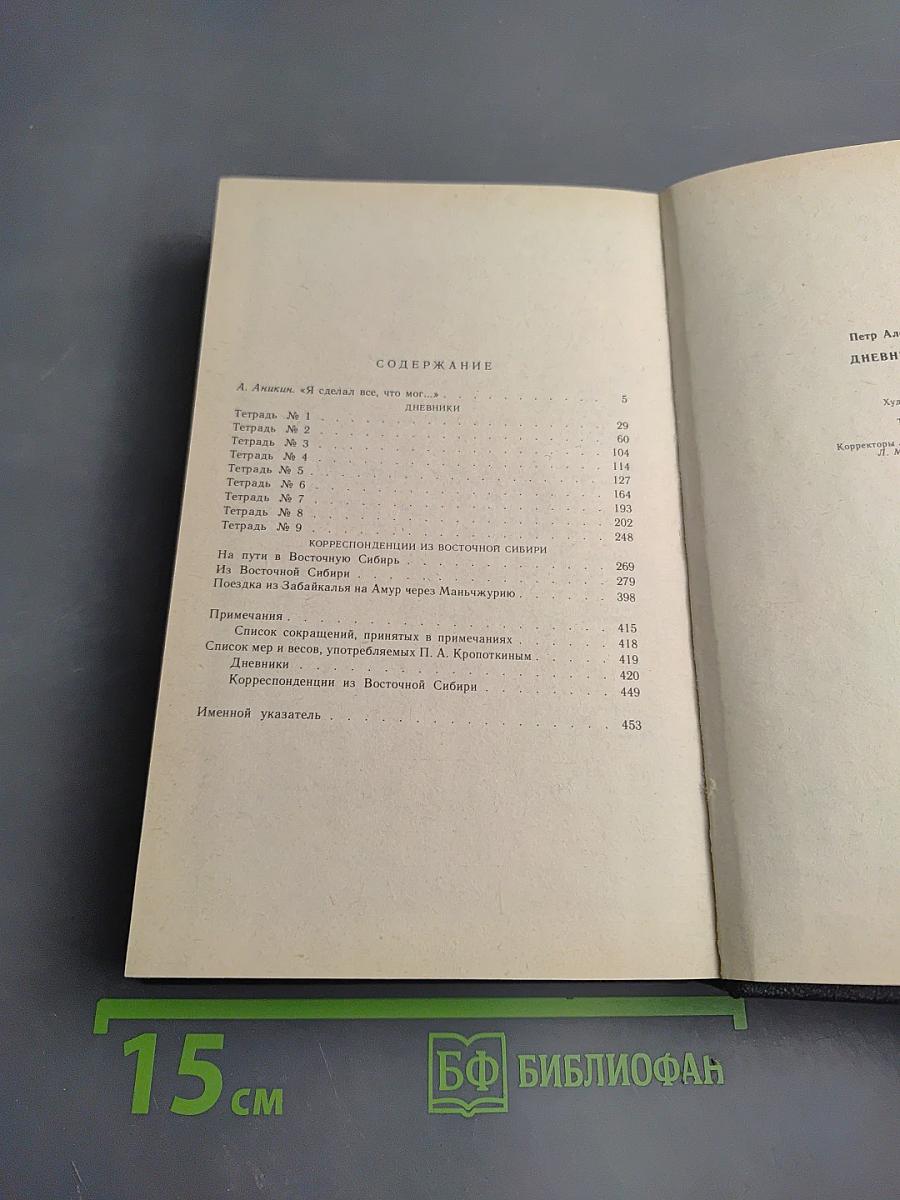 СОДЕРЖАНИЕ
А. Аникин. «Я сделал все, что мог...» . . . . . . . . 5
ДНЕВНИКИ
Тетрадь № 1 . . . . . . . . . . . . . . . 29
Тетрадь № 2 . . . . . . . . . . . . . . . 60
Тетрадь № 3 . . . . . . . . . . . . . . . 104
Тетрадь № 4 . . . . . . . . . . . . . . . 114
Тетрадь № 5 . . . . . . . . . . . . . . . 127
Тетрадь № 6 . . . . . . . . . . . . . . . 164
Тетрадь № 7 . . . . . . . . . . . . . . . 193
Тетрадь № 8 . . . . . . . . . . . . . . . 202
Тетрадь № 9 . . . . . . . . . . . . . . . 248
КОРРЕСПОНДЕНЦИИ ИЗ ВОСТОЧНОЙ СИБИРИ
На пути в Восточную Сибирь . . . . . . . . . . 269
Из Восточной Сибири . . . . . . . . . . . . 279
Поездка из Забайкалья на Амур через Маньчжурию . . . . 398
Примечания . . . . . . . . . . . . . . . 415
Список сокращений, принятых в примечаниях . . . . . 418
Список мер и весов, употребляемых П. А. Кропоткиным . . . . 419
Дневники . . . . . . . . . . . . . . 420
Корреспонденции из Восточной Сибири . . . . . . 449
Именной указатель . . . . . . . . . . . . . 453
Петр Ал
ДНЕВН
Худ
Корректоры
Л. М
15 см
БФ БИБЛИОФАН